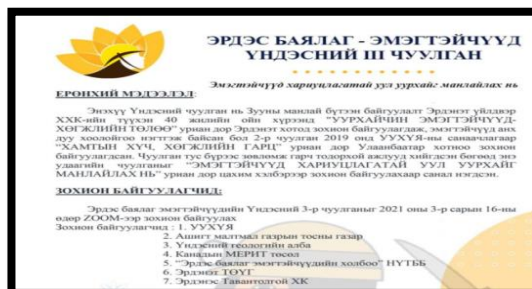 ЭРДЭС БАЯЛАГ - ЭМЭГТЭЙЧҮҮД
ҮНДЭСНИЙ III ЧУУЛГАН
Эмэгтэйчүүд хариуцлагатай уул уурхайг манлайлах нь
ЕРӨНХИЙ МЭДЭЭЛЭЛ:
Энэхүү Үндэсний чуулган нь Зууны манлай бүтээн байгуулалт Эрдэнэт үйлдвэр
ХХК-ийн түүхэн 40 жилийн ойн хүрээнд "УУРХАЙЧИН ЭМЭГТЭЙЧҮҮД-
ХӨГЖЛИЙН ТӨЛӨӨ" уриан дор Эрдэнэт хотод зохион байгуулагдаж, эмэгтэйчүүд анх
дуу хоолойгоо нэгтгэж байсан бол 2-р чуулган 2019 онд УУХҮЯ-ны санаачлагаар
"ХАМТЫН ХҮЧ, ХӨГЖЛИЙН ГАРЦ" уриан дор Улаанбаатар хотноо зохион
байгуулагдсан. Чуулган тус бүрээс зөвлөмж гарч тодорхой ажлууд хийгдсэн бөгөөд энэ
удаагийн чуулганыг "ЭМЭГТЭЙЧҮҮД ХАРИУЦЛАГАТАЙ УУЛ УУРХАЙГ
МАНЛАЙЛАХ НЬ" уриан дор цахим хэлбэрээр зохион байгуулахаар санал нэгдсэн.
ЗОХИОН БАЙГУУЛАГЧИД:
Эрдэс баялаг эмэгтэйчүүдийн Үндэсний 3-р чуулганыг 2021 оны 3-р сарын 16-ны
өдөр ZOOM-ээр зохион байгуулах
Зохион байгуулагчид : 1. УУХҮЯ
2. Ашигт малтмал газрын тосны газар
3. Үндэсний геологийн алба
4. Канадын МЕРИТ төсөл
5. "Эрдэс баялаг эмэгтэйчүүдийн холбоо" НҮТББ
6. Эрдэнэт ТӨҮГ
7. Эрдэнэс Тавантолгой ХК